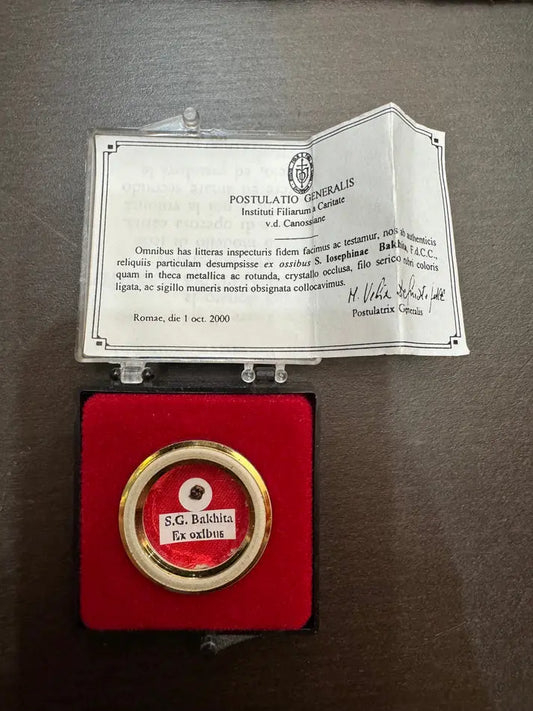 POSTULATIO GENERALIS
Instituti Filiarum a Caritate
v.d. Canossiane
Omnibus has litteras inspecturis fidem facimus ac testamur, nos ab authenticis
reliquiis particulam desumpsisse ex ossibus S. Iosephinae Bakhita, F.d.C.C.,
quam in theca metallica ac rotunda, crystallo occlusa, filo serico rubri coloris
ligata, ac sigillo muneris nostri obsignata collocavimus.
Romae, die 1 oct. 2000
Postulatrix Generalis
S.G. Bakhita
Ex oxibus